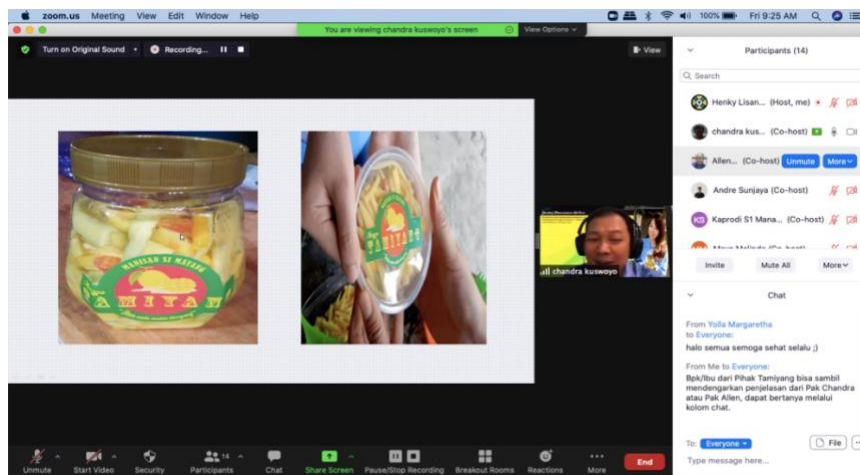 zoom.us Meeting View Edit Window Help
100% Fri 9:25 AM
You are viewing chandra kuswoyo's screen View Options
Turn on Original Sound Recording... View
Participants (14)
Search
Henky Lisan... (Host, me)
chandra kus... (Co-host)
Allen... (Co-host) Unmute More
Andre Sunjaya (Co-host)
KS Kaprodi S1 Mana... (Co-host)
MANISAN SI MATANG
TAMIYANG
chandra kuswoyo
Invite Mute All More
Chat
From Yolla Margaretha
to Everyone:
halo semua semoga sehat selalu ;)
From Me to Everyone:
Bpk/Ibu dari Pihak Tamiyang bisa sambil
mendengarkan penjelasan dari Pak Chandra
atau Pak Allen, dapat bertanya melalui
kolom chat.
To: Everyone File
Type message here...
Unmute Start Video Security Participants 14 Chat Share Screen Pause/Stop Recording Breakout Rooms Reactions More End